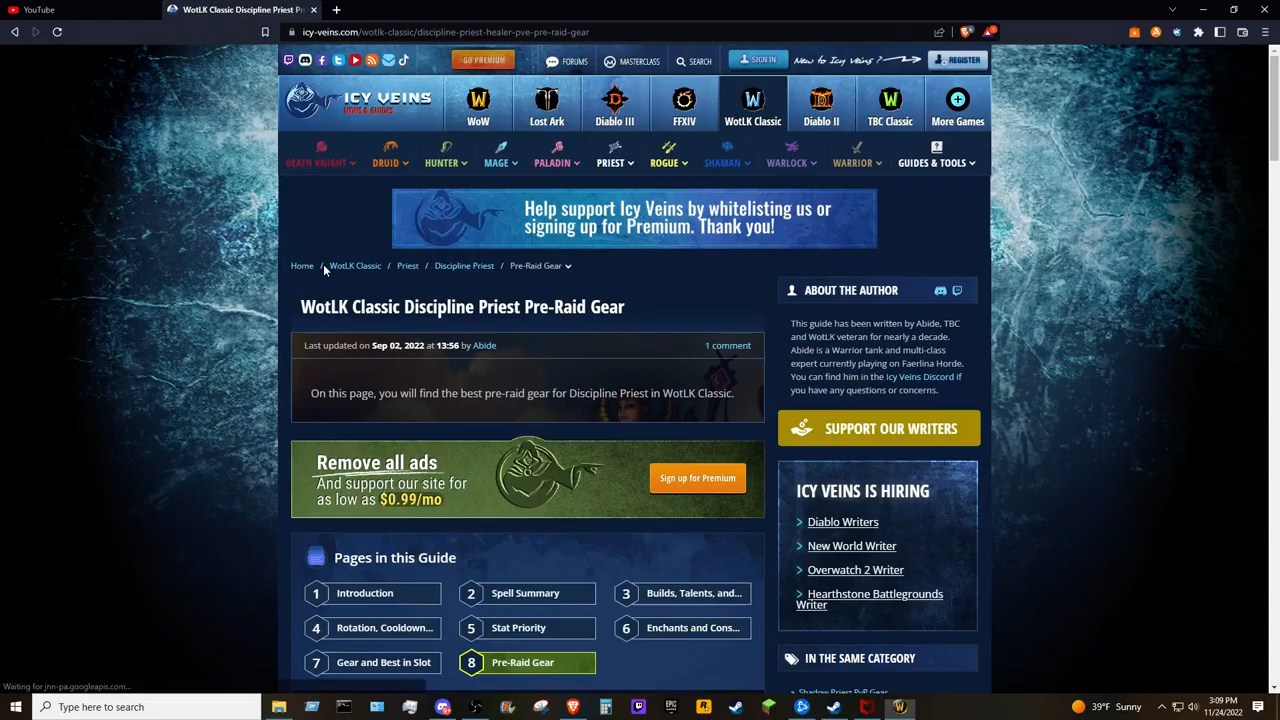 YouTube
WotLK Classic Discipline Priest Pre-R
icy-veins.com/wotlk-classic/discipline-priest-healer-pve-pre-raid-gear
GO PREMIUM
FORUMS
MASTERCLASS
SEARCH
SIGN IN
New to Icy Veins?
REGISTER
ICY VEINS
NEWS & GUIDES
WoW
Lost Ark
Diablo III
FFXIV
WotLK Classic
Diablo II
TBC Classic
More Games
DEATH KNIGHT
DRUID
HUNTER
MAGE
PALADIN
PRIEST
ROGUE
SHAMAN
WARLOCK
WARRIOR
GUIDES & TOOLS
Help support Icy Veins by whitelisting us or
signing up for Premium. Thank you!
Home / WotLK Classic / Priest / Discipline Priest / Pre-Raid Gear
WotLK Classic Discipline Priest Pre-Raid Gear
Last updated on Sep 02, 2022 at 13:56 by Abide
1 comment
On this page, you will find the best pre-raid gear for Discipline Priest in WotLK Classic.
Remove all ads
And support our site for
as low as $0.99/mo
Sign up for Premium
Pages in this Guide
1 Introduction
2 Spell Summary
3 Builds, Talents, and...
4 Rotation, Cooldown...
5 Stat Priority
6 Enchants and Cons...
7 Gear and Best in Slot
8 Pre-Raid Gear
ABOUT THE AUTHOR
This guide has been written by Abide, TBC
and WotLK veteran for nearly a decade.
Abide is a Warrior tank and multi-class
expert currently playing on Faerlina Horde.
You can find him in the Icy Veins Discord if
you have any questions or concerns.
SUPPORT OUR WRITERS
ICY VEINS IS HIRING
> Diablo Writers
> New World Writer
> Overwatch 2 Writer
> Hearthstone Battlegrounds
Writer
IN THE SAME CATEGORY
» Shadow Priest PvP Gear
Waiting for jnn-pa.googleapis.com...
Type here to search
39°F Sunny
3:09 PM
11/24/2022